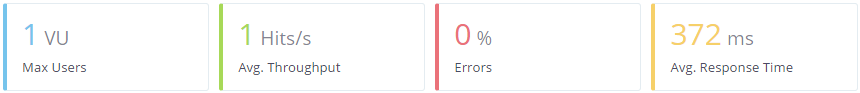 1 VU
Max Users
1 Hits/s
Avg. Throughput
0 %
Errors
372 ms
Avg. Response Time